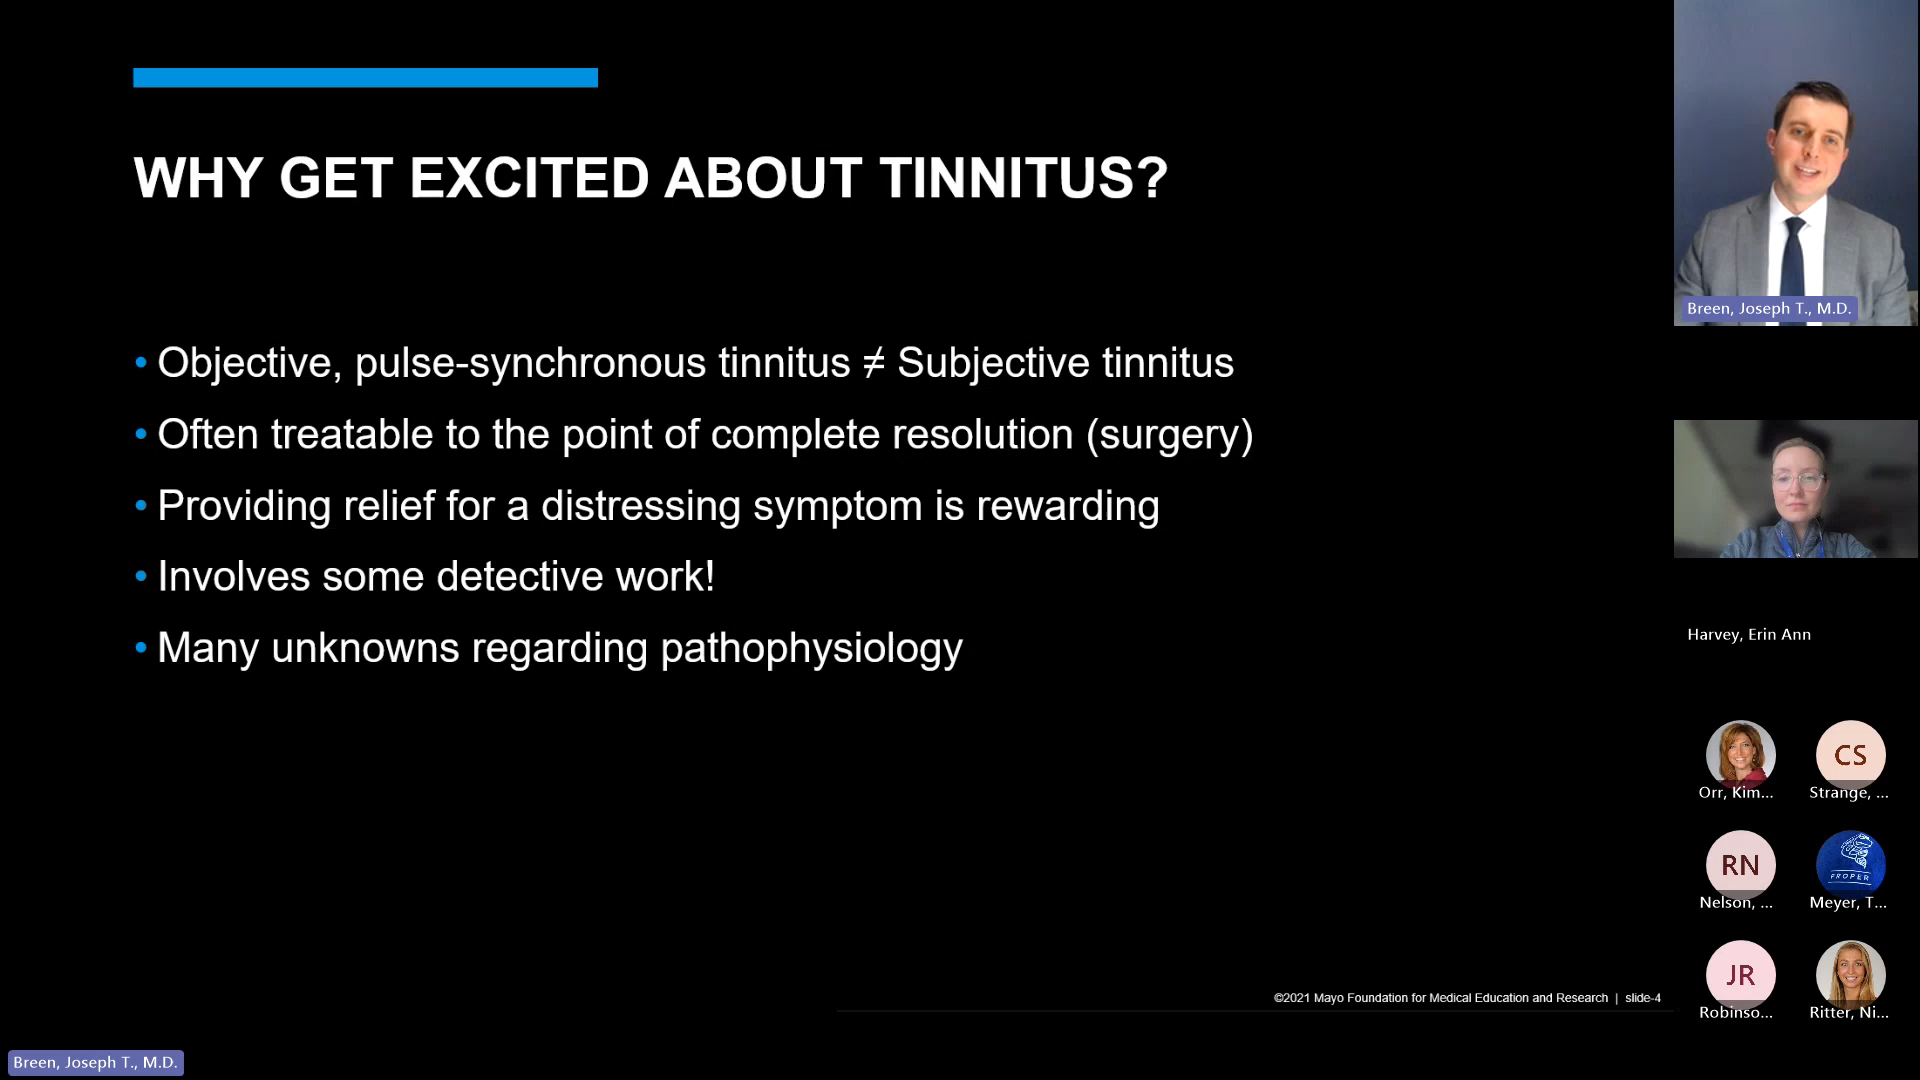 WHY GET EXCITED ABOUT TINNITUS?
• Objective, pulse-synchronous tinnitus ≠ Subjective tinnitus
• Often treatable to the point of complete resolution (surgery)
• Providing relief for a distressing symptom is rewarding
• Involves some detective work!
• Many unknowns regarding pathophysiology
©2021 Mayo Foundation for Medical Education and Research | slide-4
Breen, Joseph T., M.D.
Breen, Joseph T., M.D.
Harvey, Erin Ann
Orr, Kim...
CS
Strange, ...
RN
Nelson, ...
PROPER
Meyer, T...
JR
Robinso...
Ritter, Ni...